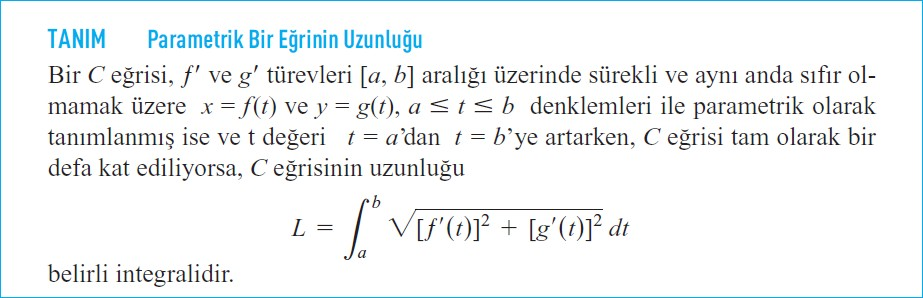 TANIM Parametrik Bir Eğrinin Uzunluğu
Bir C eğrisi, f′ ve g′ türevleri [a, b] aralığı üzerinde sürekli ve aynı anda sıfır ol-
mamak üzere x = f(t) ve y = g(t), a ≤ t ≤ b denklemleri ile parametrik olarak
tanımlanmış ise ve t değeri t = a’dan t = b’ye artarken, C eğrisi tam olarak bir
defa kat ediliyorsa, C eğrisinin uzunluğu
L = ∫ₐᵇ √([f′(t)]² + [g′(t)]²) dt
belirli integralidir.